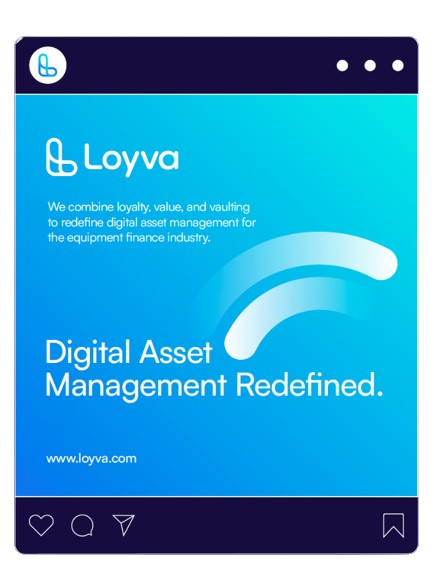 Loyva
We combine loyalty, value, and vaulting
to redefine digital asset management for
the equipment finance industry.
Digital Asset
Management Redefined.
www.loyva.com